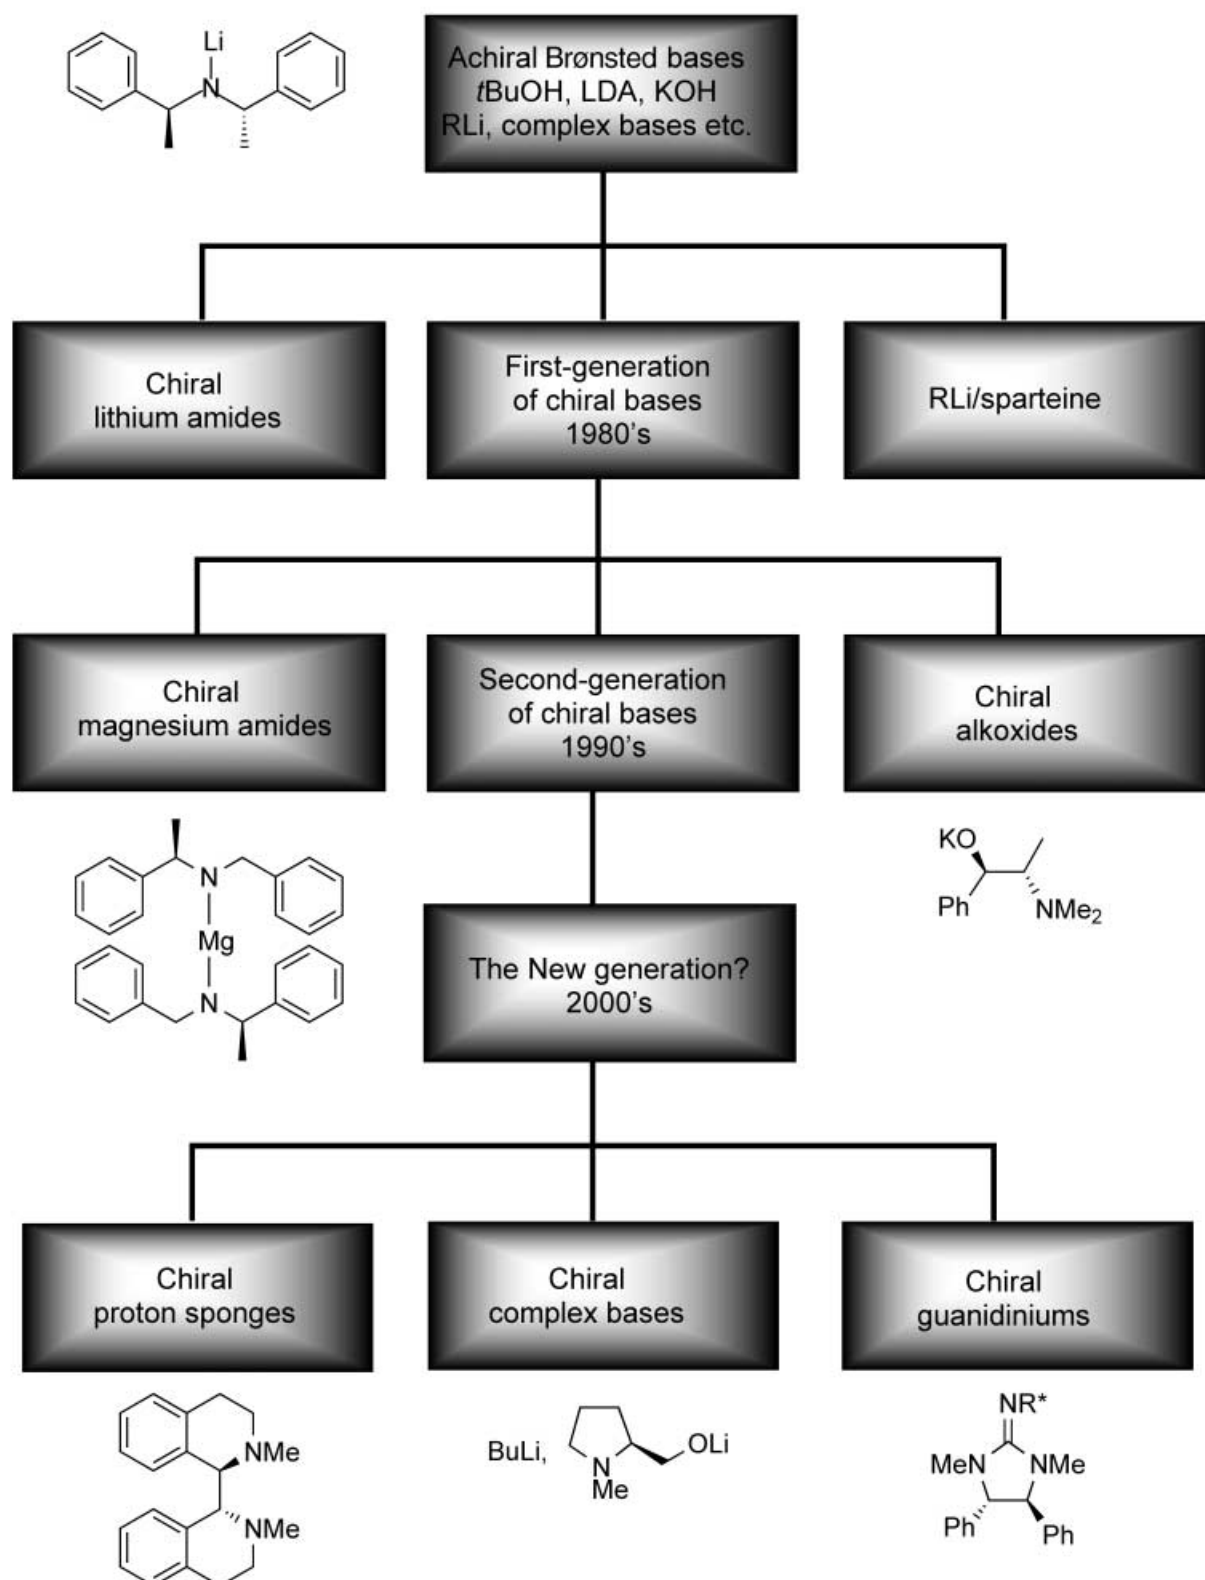 Li
N
Achiral Brønsted bases
tBuOH, LDA, KOH
RLi, complex bases etc.
Chiral
lithium amides
First-generation
of chiral bases
1980's
RLi/sparteine
Chiral
magnesium amides
Second-generation
of chiral bases
1990's
Chiral
alkoxides
N
Mg
N
KO
Ph
NMe2
The New generation?
2000's
Chiral
proton sponges
Chiral
complex bases
Chiral
guanidiniums
NMe
NMe
BuLi,
N
Me
OLi
NR*
MeN
NMe
Ph
Ph